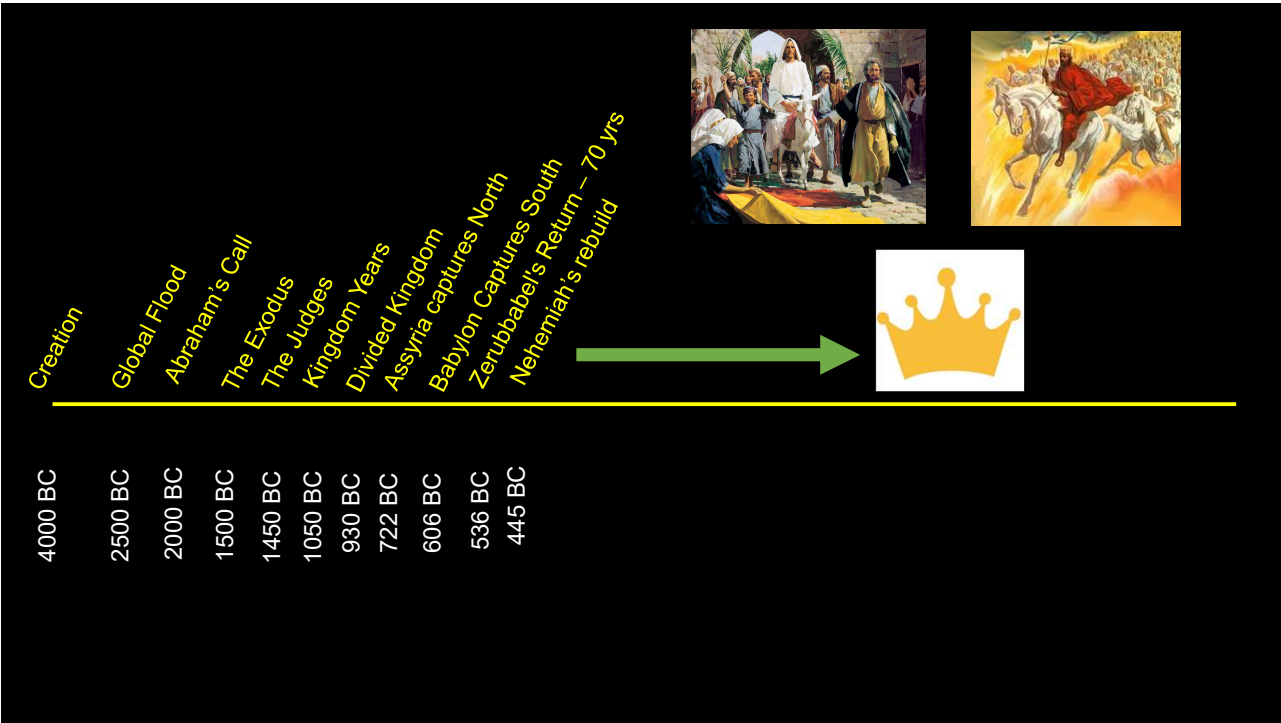 Creation
Global Flood
Abraham's Call
The Exodus
The Judges
Kingdom Years
Divided Kingdom
Assyria captures North
Babylon Captures South
Zerubbabel's Return – 70 yrs
Nehemiah's rebuild
4000 BC
2500 BC
2000 BC
1500 BC
1450 BC
1050 BC
930 BC
722 BC
606 BC
536 BC
445 BC